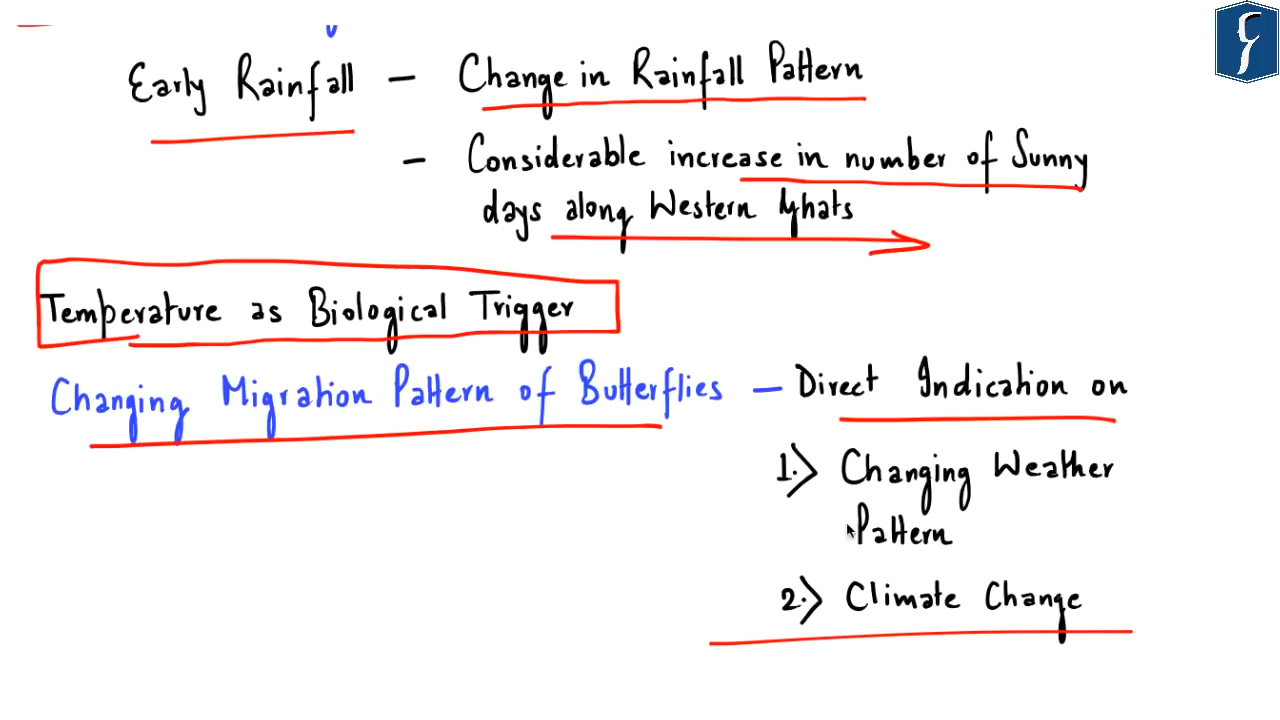 Early Rainfall - Change in Rainfall Pattern
- Considerable increase in number of Sunny
days along Western Ghats
Temperature as Biological Trigger
Changing Migration Pattern of Butterflies - Direct Indication on
1.> Changing Weather
Pattern
2.> Climate Change